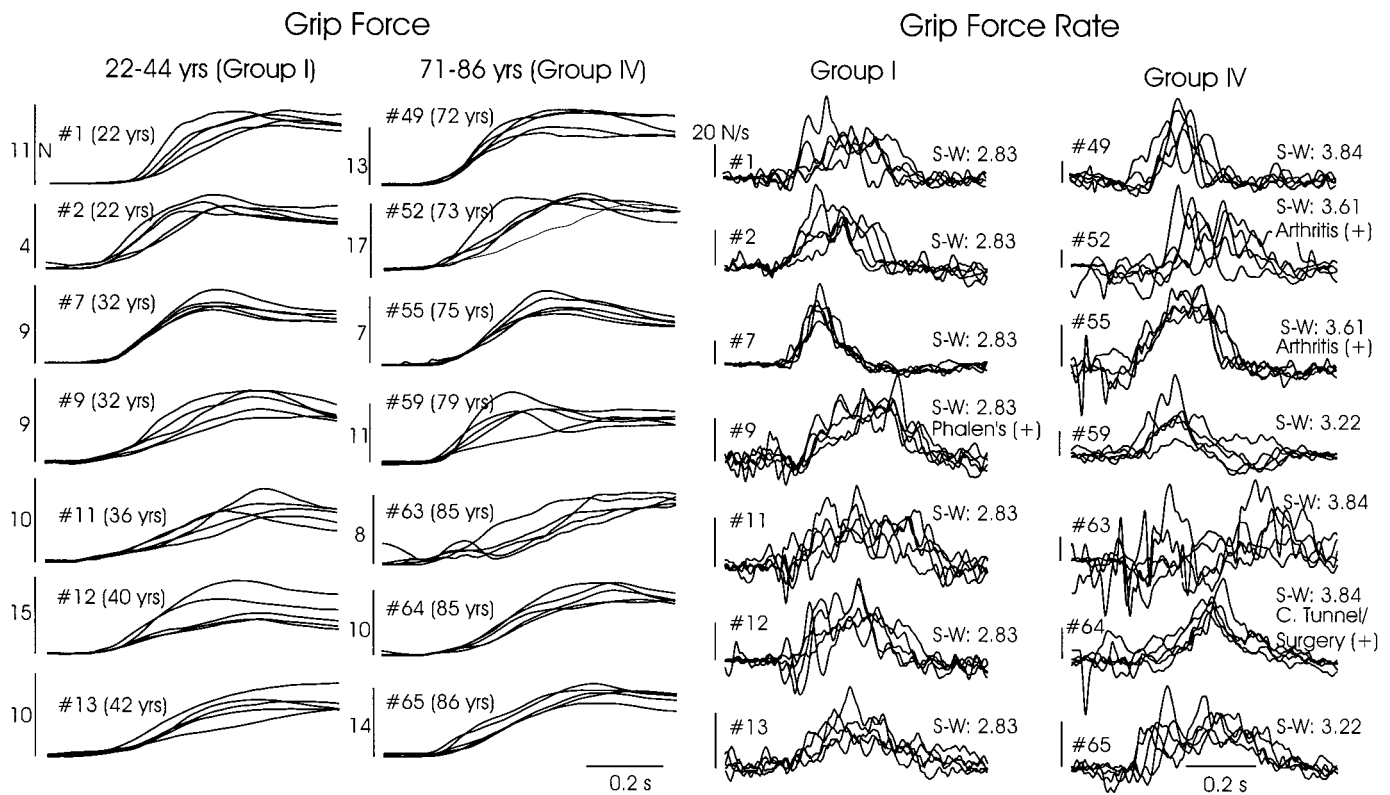 Grip Force
Grip Force Rate
22-44 yrs (Group I)
71-86 yrs (Group IV)
Group I
Group IV
11 N
#1 (22 yrs)
13
#49 (72 yrs)
20 N/s
#1
S-W: 2.83
#49
S-W: 3.84
4
#2 (22 yrs)
17
#52 (73 yrs)
#2
S-W: 2.83
#52
S-W: 3.61
Arthritis (+)
9
#7 (32 yrs)
7
#55 (75 yrs)
#7
S-W: 2.83
#55
S-W: 3.61
Arthritis (+)
9
#9 (32 yrs)
11
#59 (79 yrs)
#9
S-W: 2.83
Phalen's (+)
#59
S-W: 3.22
10
#11 (36 yrs)
8
#63 (85 yrs)
#11
S-W: 2.83
#63
S-W: 3.84
15
#12 (40 yrs)
10
#64 (85 yrs)
#12
S-W: 2.83
#64
S-W: 3.84
C. Tunnel/
Surgery (+)
10
#13 (42 yrs)
14
#65 (86 yrs)
#13
S-W: 2.83
#65
S-W: 3.22
0.2 s
0.2 s